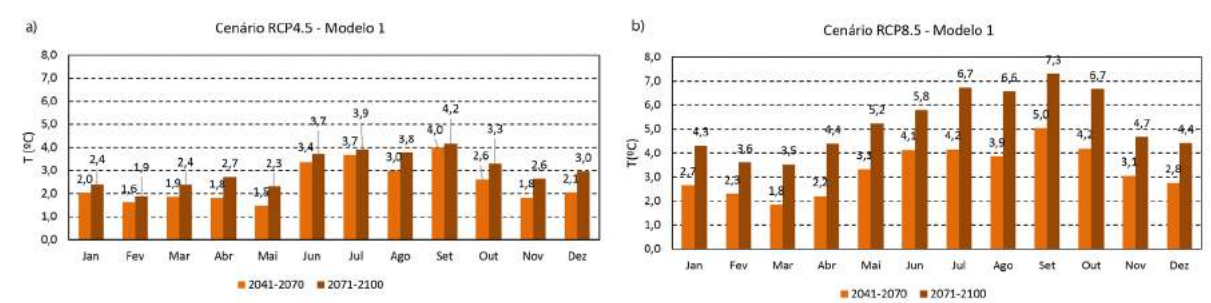 a)
Cenário RCP4.5 - Modelo 1
T (ºC)
8,0
7,0
6,0
5,0
4,0
3,0
2,0
1,0
0,0
2,0 2,4 1,6 1,9 1,9 2,4 1,8 2,7 1,5 2,3 3,4 3,7 3,7 3,9 3,0 3,8 4,0 4,2 2,6 3,3 1,8 2,6 2,1 3,0
Jan Fev Mar Abr Mai Jun Jul Ago Set Out Nov Dez
2041-2070 2071-2100
b)
Cenário RCP8.5 - Modelo 1
T(ºC)
8,0
7,0
6,0
5,0
4,0
3,0
2,0
1,0
0,0
2,7 4,3 2,3 3,6 1,8 3,5 2,2 4,4 3,3 5,2 4,1 5,8 4,2 6,7 3,9 6,6 5,0 7,3 4,2 6,7 3,1 4,7 2,8 4,4
Jan Fev Mar Abr Mai Jun Jul Ago Set Out Nov Dez
2041-2070 2071-2100